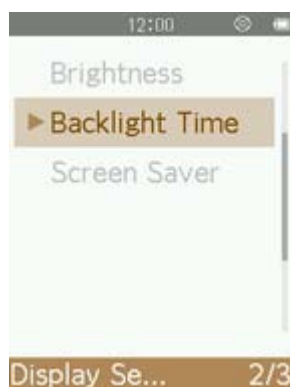 12:00
Brightness
Backlight Time
Screen Saver
Display Se... 2/3